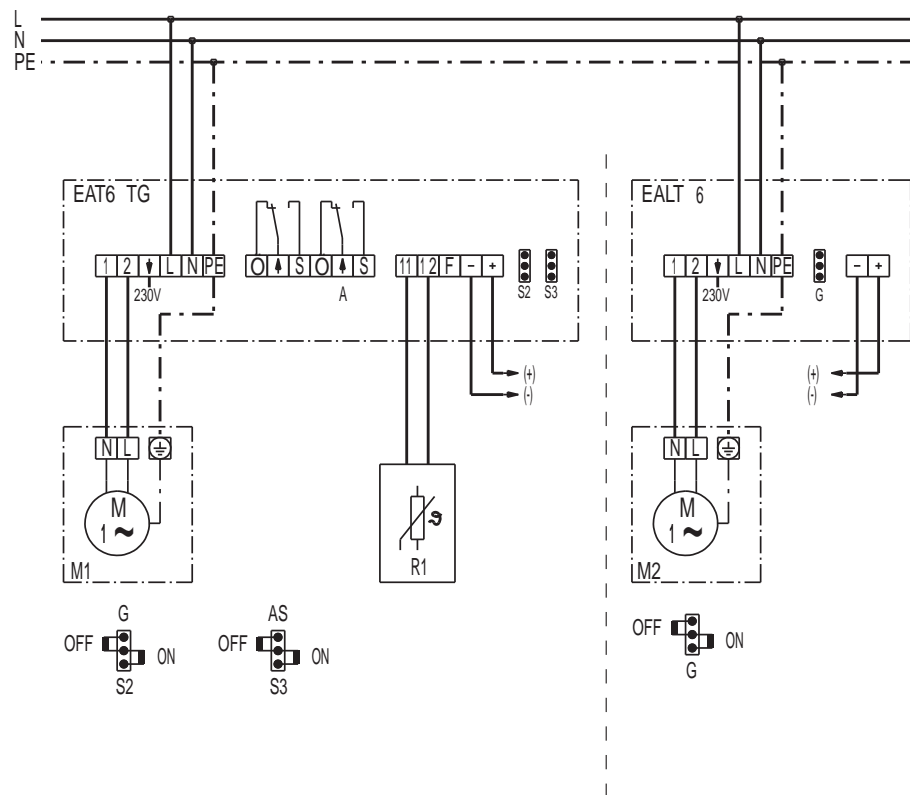 L
N
PE
EAT6 TG
EALT 6
1 2 L N PE O S O S 11 12 F – +
1 2 L N PE – +
230V A S2 S3
230V G
(+)
(-)
(+)
(-)
N L
N L
M
1 ~
M
1 ~
R1
M1
M2
G
OFF ON
S2
AS
OFF ON
S3
OFF ON
G